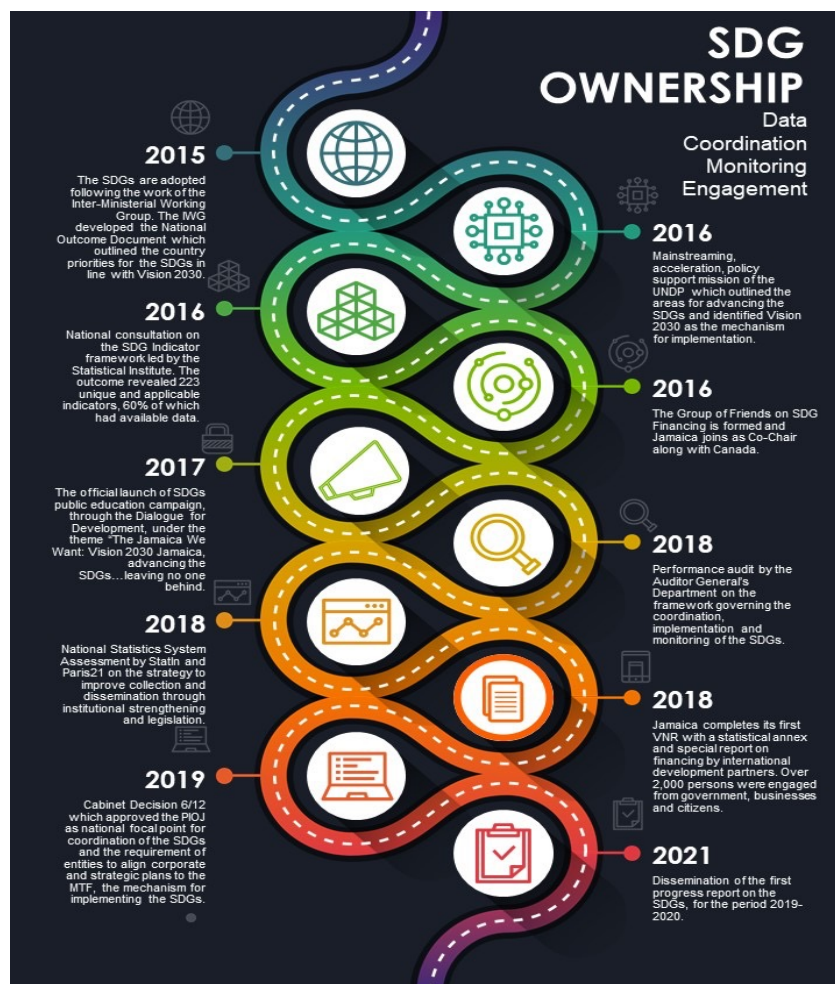 SDG
OWNERSHIP
Data
Coordination
Monitoring
Engagement
2015
The SDGs are adopted
following the work of the
Inter-Ministerial Working
Group. The IWG
developed the National
Outcome Document which
outlined the country
priorities for the SDGs in
line with Vision 2030.
2016
Mainstreaming,
acceleration, policy
support mission of the
UNDP which outlined the
areas for advancing the
SDGs and identified Vision
2030 as the mechanism
for implementation.
2016
National consultation on
the SDG Indicator
framework led by the
Statistical Institute. The
outcome revealed 223
unique and applicable
indicators, 60% of which
had available data.
2016
The Group of Friends on SDG
Financing is formed and
Jamaica joins as Co-Chair
along with Canada.
2017
The official launch of SDGs
public education campaign,
through the Dialogue for
Development, under the
theme "The Jamaica We
Want: Vision 2030 Jamaica,
advancing the
SDGs...leaving no one
behind.
2018
Performance audit by the
Auditor General's
Department on the
framework governing the
coordination,
implementation and
monitoring of the SDGs.
2018
National Statistics System
Assessment by StatIn and
Paris21 on the strategy to
improve collection and
dissemination through
institutional strengthening
and legislation.
2018
Jamaica completes its first
VNR with a statistical annex
and special report on
financing by international
development partners. Over
2,000 persons were engaged
from government, businesses
and citizens.
2019
Cabinet Decision 6/12
which approved the PIOJ
as national focal point for
coordination of the SDGs
and the requirement of
entities to align corporate
and strategic plans to the
MTF, the mechanism for
implementing the SDGs.
2021
Dissemination of the first
progress report on the
SDGs, for the period 2019-
2020.